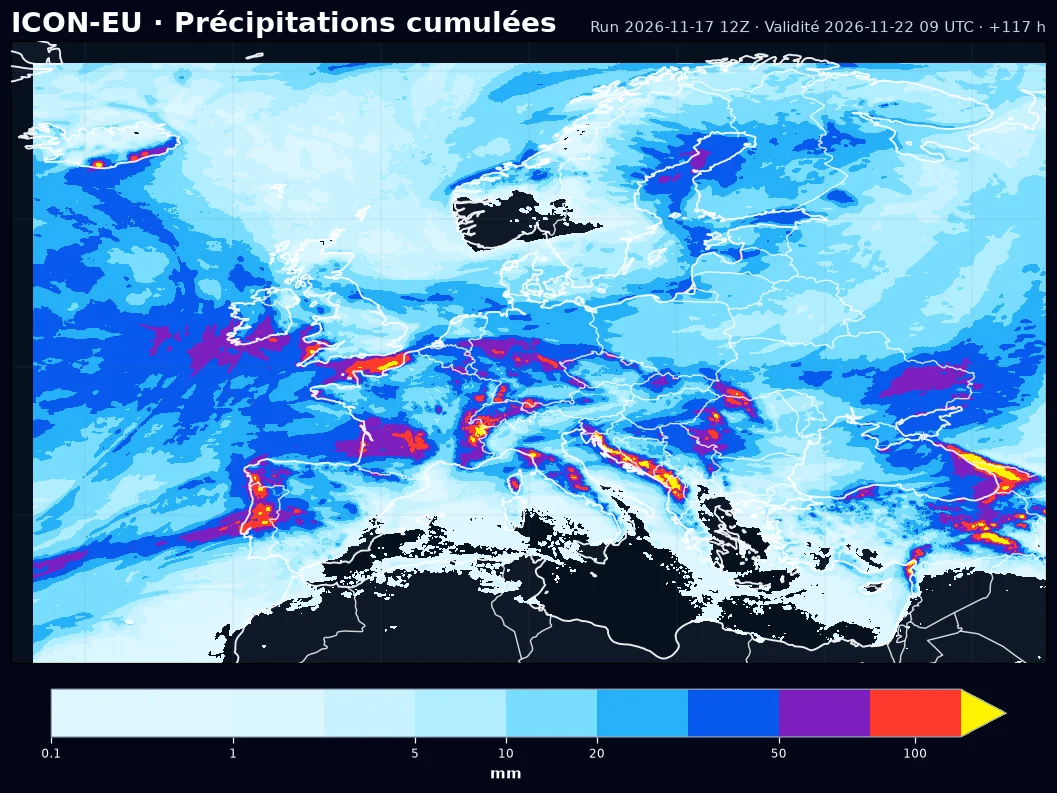 ICON-EU · Précipitations cumulées
Run 2026-11-17 12Z · Validité 2026-11-22 09 UTC · +117 h
0.1 1 5 10 20 50 100
mm